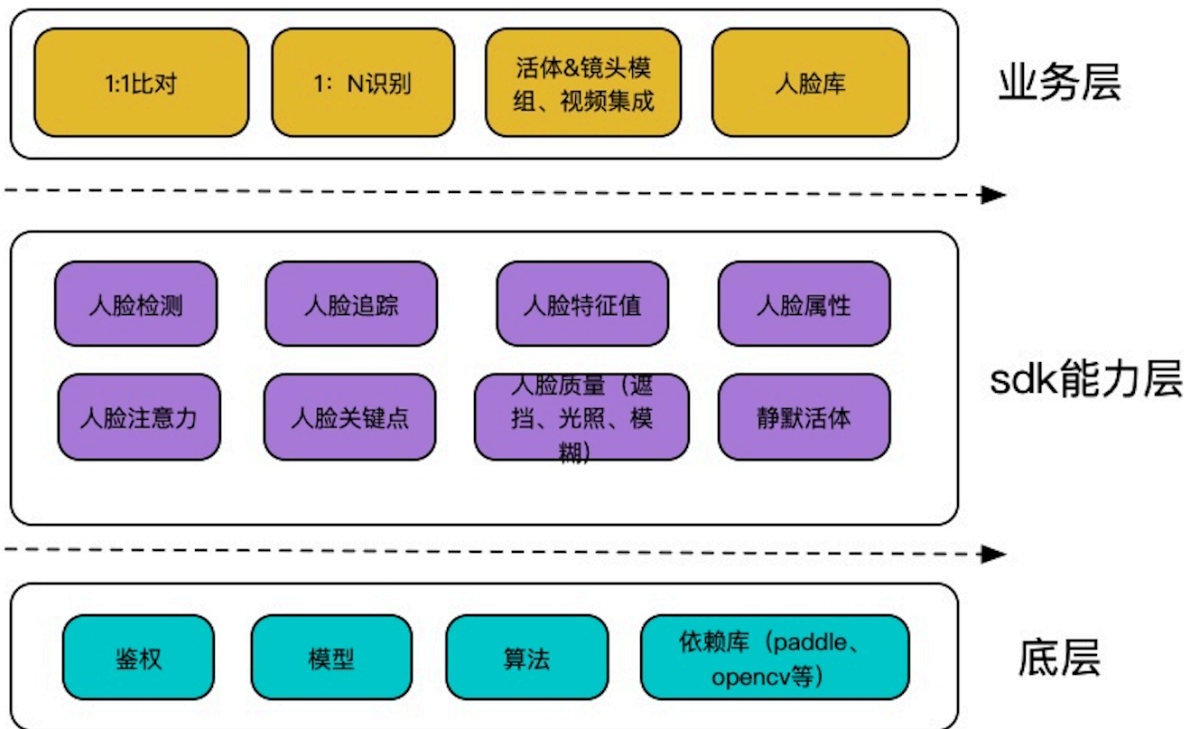 1:1比对
1：N识别
活体&镜头模
组、视频集成
人脸库
业务层
人脸检测
人脸追踪
人脸特征值
人脸属性
人脸注意力
人脸关键点
人脸质量（遮
挡、光照、模
糊）
静默活体
sdk能力层
鉴权
模型
算法
依赖库（paddle、
opencv等）
底层